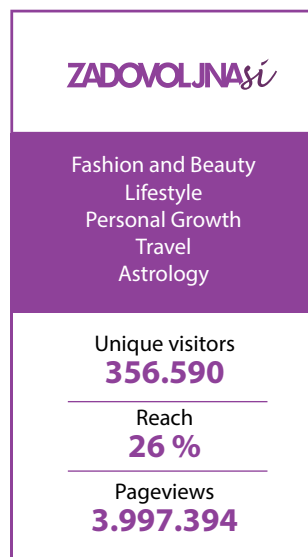 ZADOVOLJNAsi
Fashion and Beauty
Lifestyle
Personal Growth
Travel
Astrology
Unique visitors
356.590
Reach
26 %
Pageviews
3.997.394